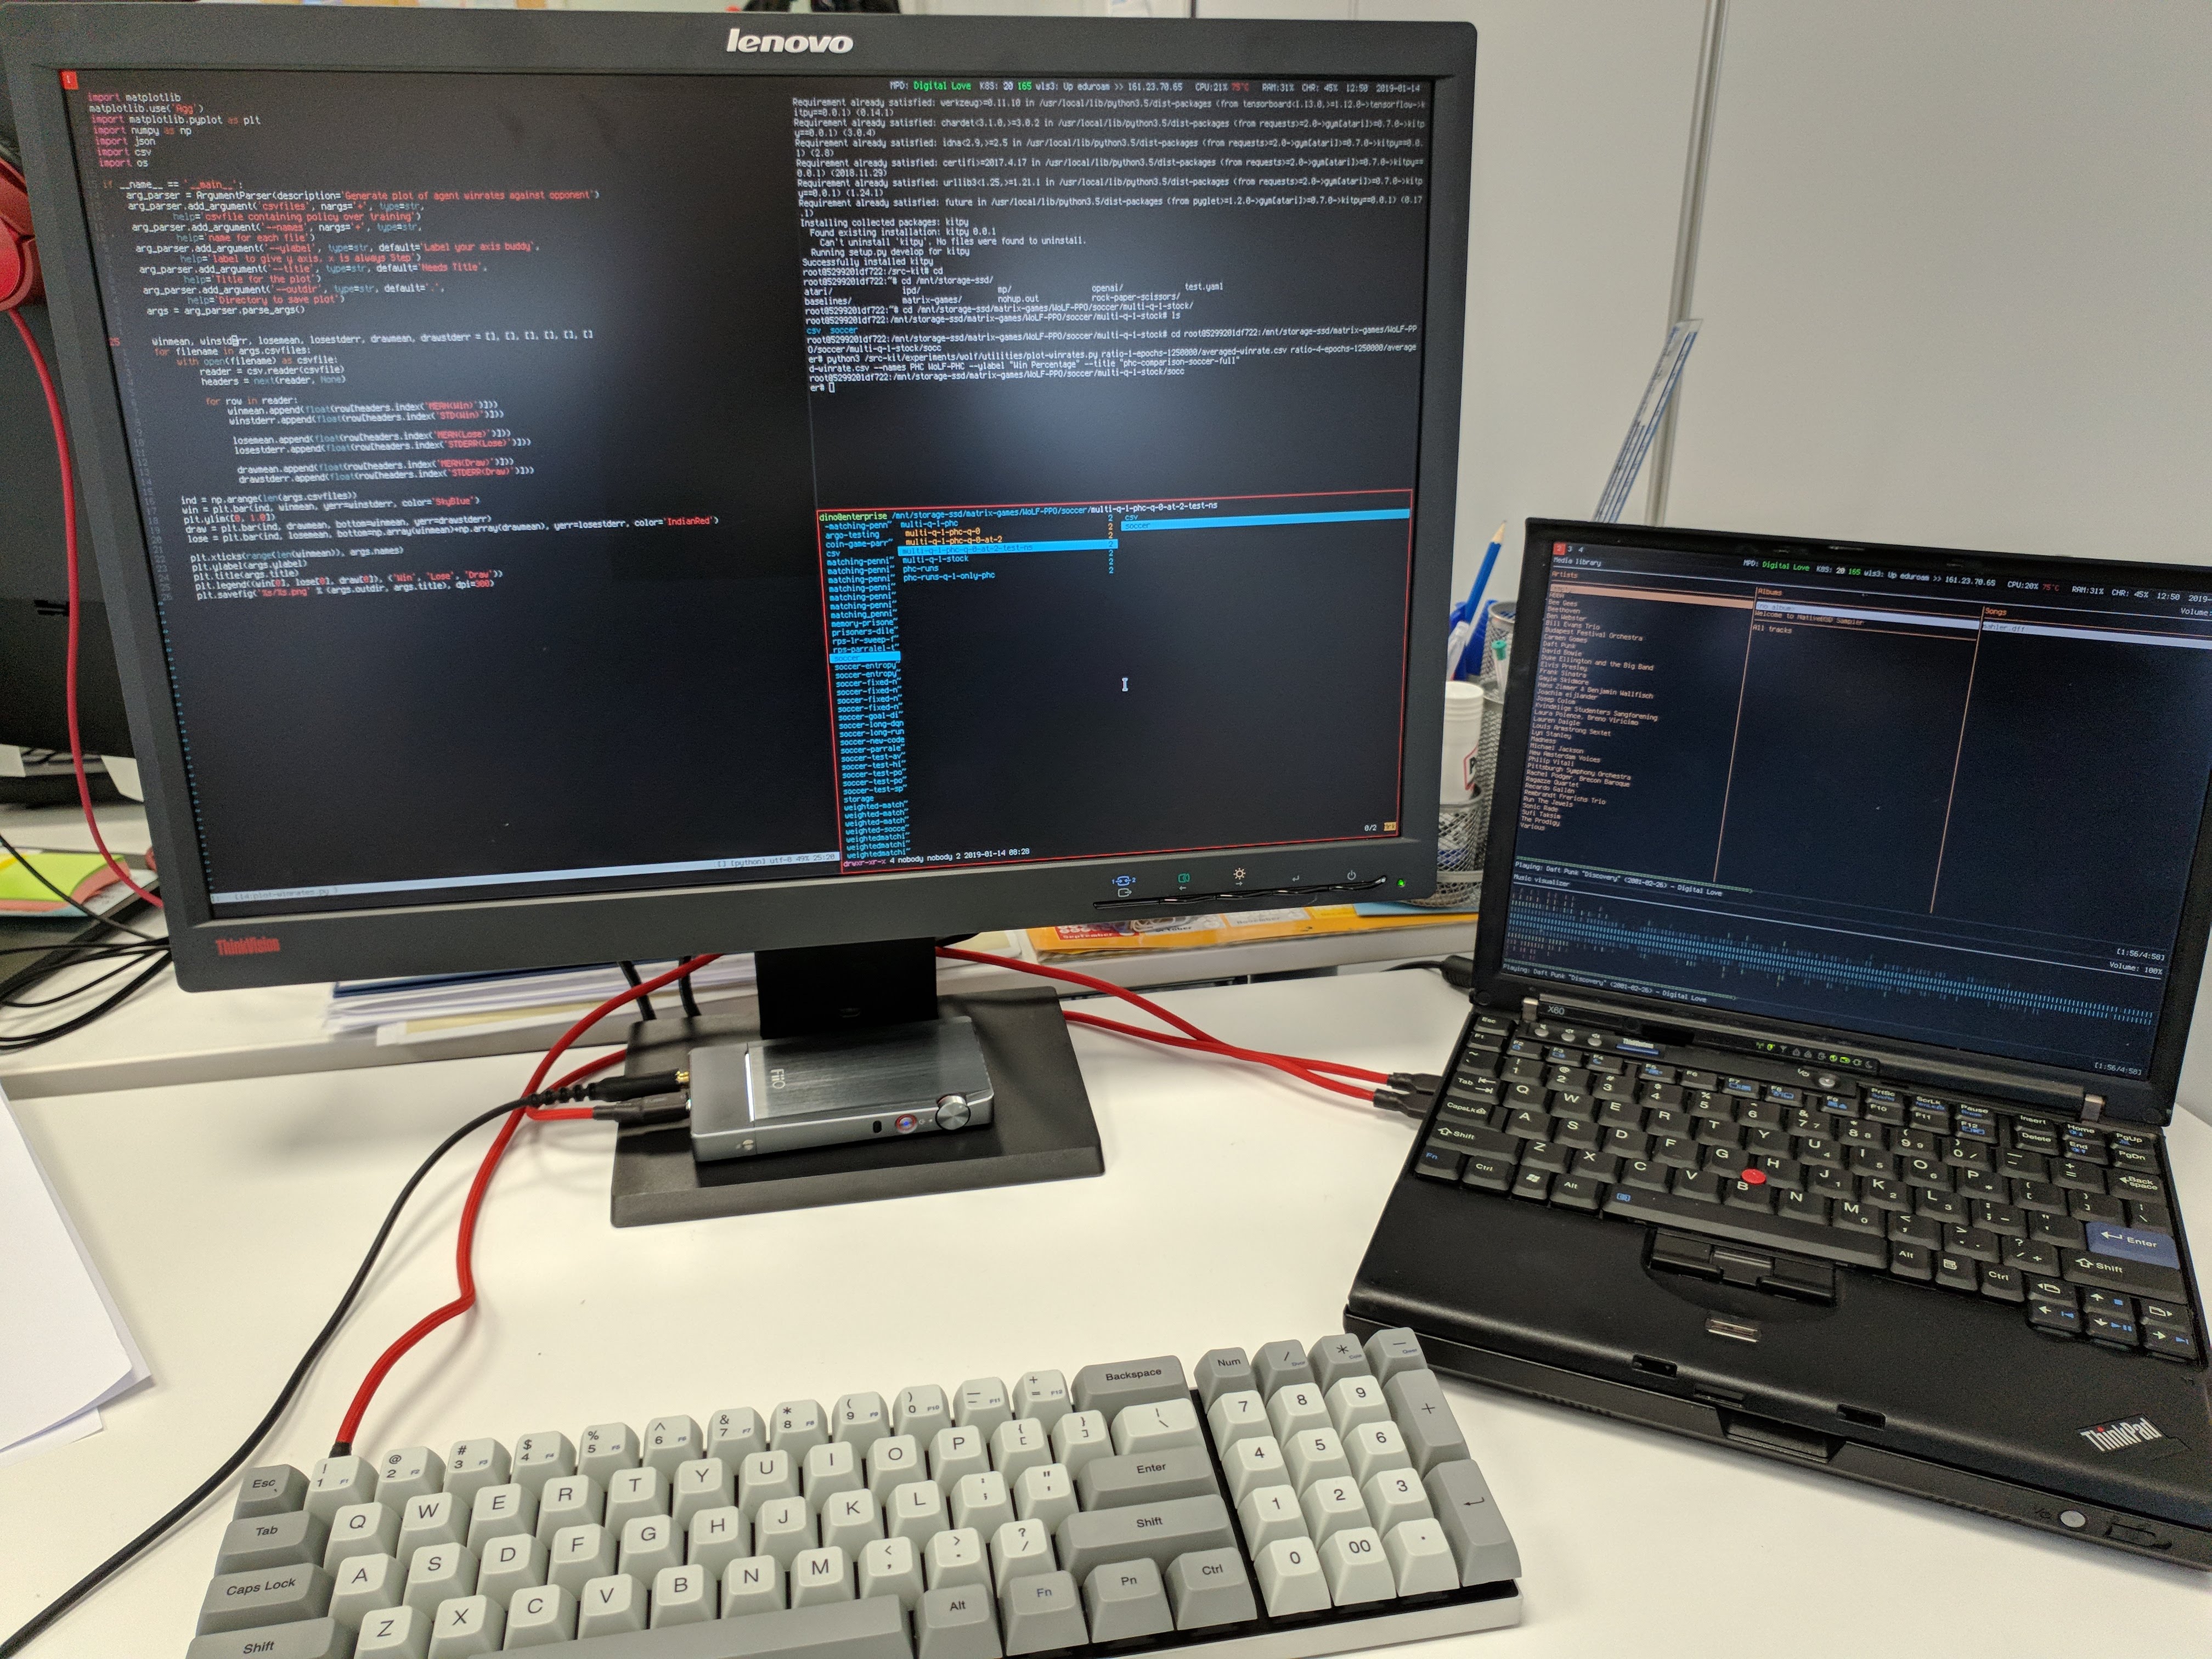 lenovo
1
MPD: Digital Love K8S: 20 165 wls3: Up eduroam >> 161.23.70.65 CPU:21% 75°C RAM:31% CHR: 45% 12:50 2019-01-14
import matplotlib
matplotlib.use('Agg')
import matplotlib.pyplot as plt
import numpy as np
import json
import csv
import os
if __name__ == '__main__':
arg_parser = ArgumentParser(description='Generate plot of agent winrates against opponent')
arg_parser.add_argument('csvfiles', nargs='+', type=str,
help='csvfile containing policy over training')
arg_parser.add_argument('--names', nargs='+', type=str,
help='name for each file')
arg_parser.add_argument('--ylabel', type=str, default='Label your axis buddy',
help='label to give y axis, x is always Step')
arg_parser.add_argument('--title', type=str, default='Needs Title',
help='Title for the plot')
arg_parser.add_argument('--outdir', type=str, default='.',
help='Directory to save plot')
args = arg_parser.parse_args()
25 winmean, winstderr, losemean, losestderr, drawmean, drawstderr = [], [], [], [], [], []
for filename in args.csvfiles:
with open(filename) as csvfile:
reader = csv.reader(csvfile)
headers = next(reader, None)
for row in reader:
winmean.append(float(row[headers.index('MEAN(Win)')]))
winstderr.append(float(row[headers.index('STD(Win)')]))
losemean.append(float(row[headers.index('MEAN(Lose)')]))
losestderr.append(float(row[headers.index('STDERR(Lose)')]))
drawmean.append(float(row[headers.index('MEAN(Draw)')]))
drawstderr.append(float(row[headers.index('STDERR(Draw)')]))
ind = np.arange(len(args.csvfiles))
win = plt.bar(ind, winmean, yerr=winstderr, color='SkyBlue')
plt.ylim([0, 1.0])
draw = plt.bar(ind, drawmean, bottom=winmean, yerr=drawstderr)
lose = plt.bar(ind, losemean, bottom=np.array(winmean)+np.array(drawmean), yerr=losestderr, color='IndianRed')
plt.xticks(range(len(winmean)), args.names)
plt.ylabel(args.ylabel)
plt.title(args.title)
plt.legend((win[0], lose[0], draw[0]), ('Win', 'Lose', 'Draw'))
plt.savefig('%s/%s.png' % (args.outdir, args.title), dpi=300)
[python] utf-8 49% 25:20
Requirement already satisfied: werkzeug>=0.11.10 in /usr/local/lib/python3.5/dist-packages (from tensorboard<1.13.0,>=1.12.0->tensorflow->k
itpy==0.0.1) (0.14.1)
Requirement already satisfied: chardet<3.1.0,>=3.0.2 in /usr/local/lib/python3.5/dist-packages (from requests>=2.0->gym[atari]>=0.7.0->kitp
y==0.0.1) (3.0.4)
Requirement already satisfied: idna<2.9,>=2.5 in /usr/local/lib/python3.5/dist-packages (from requests>=2.0->gym[atari]>=0.7.0->kitpy==0.0.
1) (2.8)
Requirement already satisfied: certifi>=2017.4.17 in /usr/local/lib/python3.5/dist-packages (from requests>=2.0->gym[atari]>=0.7.0->kitpy==
0.0.1) (2018.11.29)
Requirement already satisfied: urllib3<1.25,>=1.21.1 in /usr/local/lib/python3.5/dist-packages (from requests>=2.0->gym[atari]>=0.7.0->kitp
y==0.0.1) (1.24.1)
Requirement already satisfied: future in /usr/local/lib/python3.5/dist-packages (from pyglet>=1.2.0->gym[atari]>=0.7.0->kitpy==0.0.1) (0.17
.1)
Installing collected packages: kitpy
Found existing installation: kitpy 0.0.1
Can't uninstall 'kitpy'. No files were found to uninstall.
Running setup.py develop for kitpy
Successfully installed kitpy
root@5299201df722:/src-kit# cd
root@5299201df722:~# cd /mnt/storage-ssd/
atari/ ipd/ mp/ openai/ test.yaml
baselines/ matrix-games/ nohup.out rock-paper-scissors/
root@5299201df722:~# cd /mnt/storage-ssd/matrix-games/WoLF-PPO/soccer/multi-q-1-stock/
root@5299201df722:/mnt/storage-ssd/matrix-games/WoLF-PPO/soccer/multi-q-1-stock# ls
csv soccer
root@5299201df722:/mnt/storage-ssd/matrix-games/WoLF-PPO/soccer/multi-q-1-stock# cd root@5299201df722:/mnt/storage-ssd/matrix-games/WoLF-PP
O/soccer/multi-q-1-stock/socc
er# python3 /src-kit/experiments/wolf/utilities/plot-winrates.py ratio-1-epochs-1250000/averaged-winrate.csv ratio-4-epochs-1250000/average
d-winrate.csv --names PHC WoLF-PHC --ylabel "Win Percentage" --title "phc-comparison-soccer-full"
root@5299201df722:/mnt/storage-ssd/matrix-games/WoLF-PPO/soccer/multi-q-1-stock/socc
er#
dino@enterprise /mnt/storage-ssd/matrix-games/WoLF-PPO/soccer/multi-q-1-phc-q-0-at-2-test-ns
-matching-penn~ multi-q-1-phc 2 csv
argo-testing multi-q-1-phc-q-0 2 soccer
coin-game-parr~ multi-q-1-phc-q-0-at-2 2
csv multi-q-1-phc-q-0-at-2-test-ns 2
matching-penni~ multi-q-1-stock 2
matching-penni~ phc-runs 2
matching-penni~ phc-runs-q-1-only-phc 2
matching-penni~
matching-penni~
matching-penni~
matching_penni~
memory-prisone~
prisoners-dile~
rps-lr-sweep-f~
rps-parralel-t~
soccer
soccer-entropy~
soccer-entropy~
soccer-fixed-n~
soccer-fixed-n~
soccer-fixed-n~
soccer-fixed-n~
soccer-goal-di~
soccer-long-dqn
soccer-long-run
soccer-new-code
soccer-parrale~
soccer-test-av~
soccer-test-hi~
soccer-test-po~
soccer-test-po~
soccer-test-sp~
storage
weighted-match~
weighted-match~
weighted-match~
weighted-socce~
weightedmatchi~
weightedmatchi~
0/2
drwxr-xr-x 4 nobody nobody 2 2019-01-14 08:28
ThinkVision
September
FiiO
2 3 4
MPD: Digital Love K8S: 20 165 wls3: Up eduroam >> 161.23.70.65 CPU:20% 75°C RAM:31% CHR: 45% 12:50 2019-
Media library
Volume:
Artists
Albums
Songs
ABBA
Bee Gees
Beethoven
Ben Webster
Bill Evans Trio
Budapest Festival Orchestra
Carmen Gomes
Daft Punk
David Bowie
Duke Ellington and the Big Band
Elvis Presley
Frank Sinatra
Gayle Skidmore
Hans Zimmer & Benjamin Wallfisch
Josep Colom
Kvindelige Studenters Sangforening
Lauren Daigle
Louis Armstrong Sextet
Lyn Stanley
Madness
Michael Jackson
New Amsterdam Voices
Philip Vitali
Pittsburgh Symphony Orchestra
Rachel Podger, Brecon Baroque
Ragazze Quartet
Rembrandt Frerichs Trio
Run The Jewels
Sufi Taksim
The Prodigy
Various
<no album>
Welcome to NativeDSD Sampler
All tracks
Playing: Daft Punk "Discovery" (2001-02-26) - Digital Love
[1:56/4:58]
Music visualizer
Volume: 100%
Playing: Daft Punk "Discovery" (2001-02-26) - Digital Love
[1:56/4:58]
X60
Esc F1 F2 F3 F4 F5 F6 F7 F8 F9 F10 F11 F12 PrtSc ScrLk Pause Insert Delete Home End PgUp PgDn
Tab Q W E R T Y U I O P
CapsLk A S D F G H J K L Enter
Shift Z X C V B N M Shift
Fn Ctrl Alt Alt Ctrl
Back space
ThinkPad
Esc ! 1 F1 @ 2 F2 # 3 F3 $ 4 F4 % 5 F5 ^ 6 F6 & 7 F7 * 8 F8 ( 9 F9 ) 0 F10 — - F11 + = F12 Backspace Num / * —
Tab Q W E R T Y U I O P { [ } ] | \ 7 8 9 +
Caps Lock A S D F G H J K L : ; " ' Enter 4 5 6
Shift Z X C V B N M < , > . ? / Shift 1 2 3
Alt Fn Pn Ctrl 0 00 .